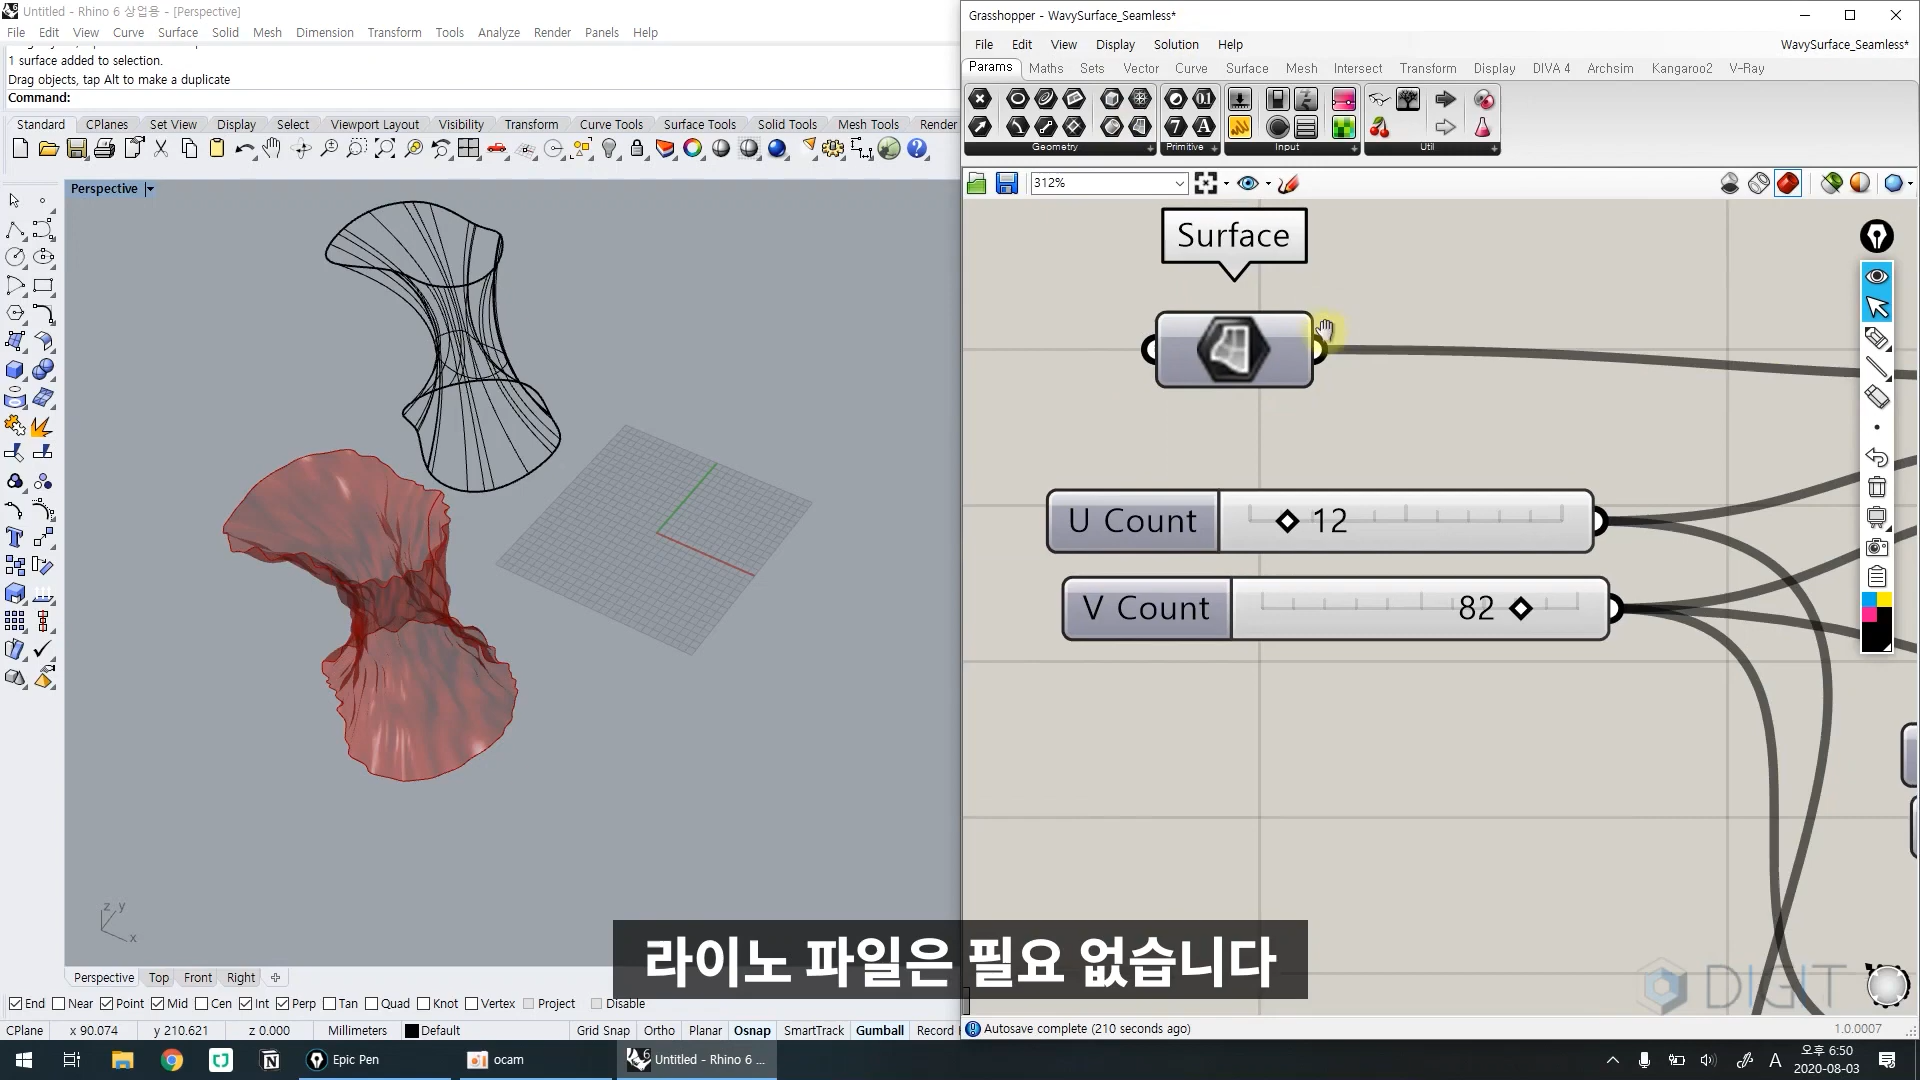 Untitled - Rhino 6 상업용 - [Perspective]
File Edit View Curve Surface Solid Mesh Dimension Transform Tools Analyze Render Panels Help
1 surface added to selection.
Drag objects, tap Alt to make a duplicate
Command:
Standard CPlanes Set View Display Select Viewport Layout Visibility Transform Curve Tools Surface Tools Solid Tools Mesh Tools Render
Perspective
z y
x
Perspective Top Front Right
End Near Point Mid Cen Int Perp Tan Quad Knot Vertex Project Disable
CPlane x 90.074 y 210.621 z 0.000 Millimeters Default Grid Snap Ortho Planar Osnap SmartTrack Gumball Record
Grasshopper - WavySurface_Seamless*
File Edit View Display Solution Help WavySurface_Seamless*
Params Maths Sets Vector Curve Surface Mesh Intersect Transform Display DIVA 4 Archsim Kangaroo2 V-Ray
Geometry Primitive Input Util
312%
Surface
U Count 12
V Count 82
DIGIT
라이노 파일은 필요 없습니다
Autosave complete (210 seconds ago) 1.0.0007
Epic Pen ocam Untitled - Rhino 6 ...
A 오후 6:50
2020-08-03